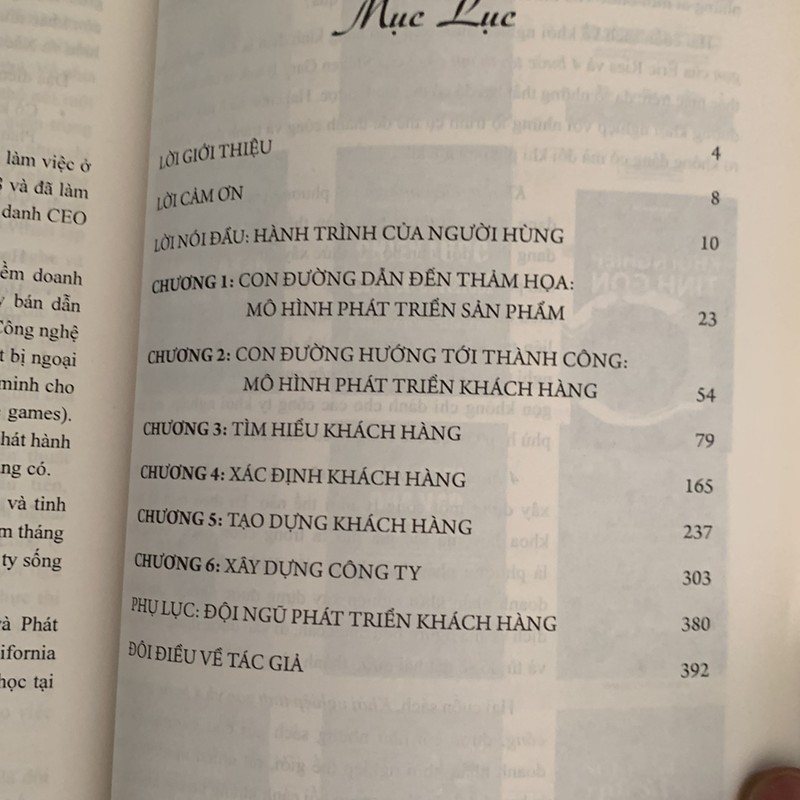 Mục Lục
LỜI GIỚI THIỆU 4
LỜI CẢM ƠN 8
LỜI NÓI ĐẦU: HÀNH TRÌNH CỦA NGƯỜI HÙNG 10
CHƯƠNG 1: CON ĐƯỜNG DẪN ĐẾN THẢM HỌA:
MÔ HÌNH PHÁT TRIỂN SẢN PHẨM 23
CHƯƠNG 2: CON ĐƯỜNG HƯỚNG TỚI THÀNH CÔNG:
MÔ HÌNH PHÁT TRIỂN KHÁCH HÀNG 54
CHƯƠNG 3: TÌM HIỂU KHÁCH HÀNG 79
CHƯƠNG 4: XÁC ĐỊNH KHÁCH HÀNG 165
CHƯƠNG 5: TẠO DỰNG KHÁCH HÀNG 237
CHƯƠNG 6: XÂY DỰNG CÔNG TY 303
PHỤ LỤC: ĐỘI NGŨ PHÁT TRIỂN KHÁCH HÀNG 380
ĐÔI ĐIỀU VỀ TÁC GIẢ 392
làm việc ở
và đã làm
danh CEO
doanh
bán dẫn
Công nghệ
bị ngoại
minh cho
games).
phát hành
có.
và tinh
tháng
ty sống
và Phát
học tại